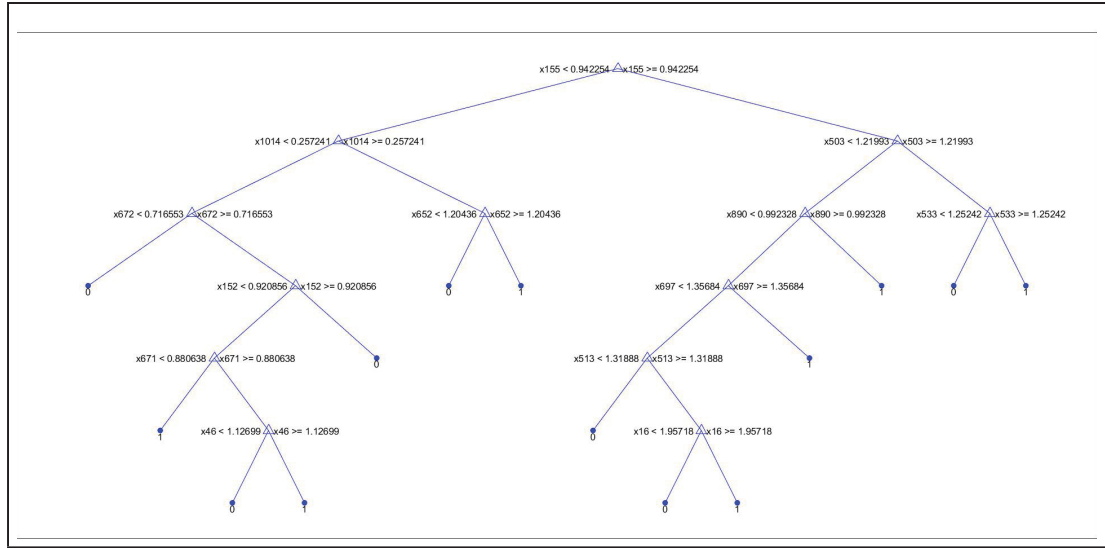 x155 < 0.942254 x155 >= 0.942254
x1014 < 0.257241 x1014 >= 0.257241
x503 < 1.21993 x503 >= 1.21993
x672 < 0.716553 x672 >= 0.716553
x652 < 1.20436 x652 >= 1.20436
x890 < 0.992328 x890 >= 0.992328
x533 < 1.25242 x533 >= 1.25242
0
x152 < 0.920856 x152 >= 0.920856
0
1
x697 < 1.35684 x697 >= 1.35684
1
0
1
x671 < 0.880638 x671 >= 0.880638
0
x513 < 1.31888 x513 >= 1.31888
1
1
x46 < 1.12699 x46 >= 1.12699
0
x16 < 1.95718 x16 >= 1.95718
0
1
0
1